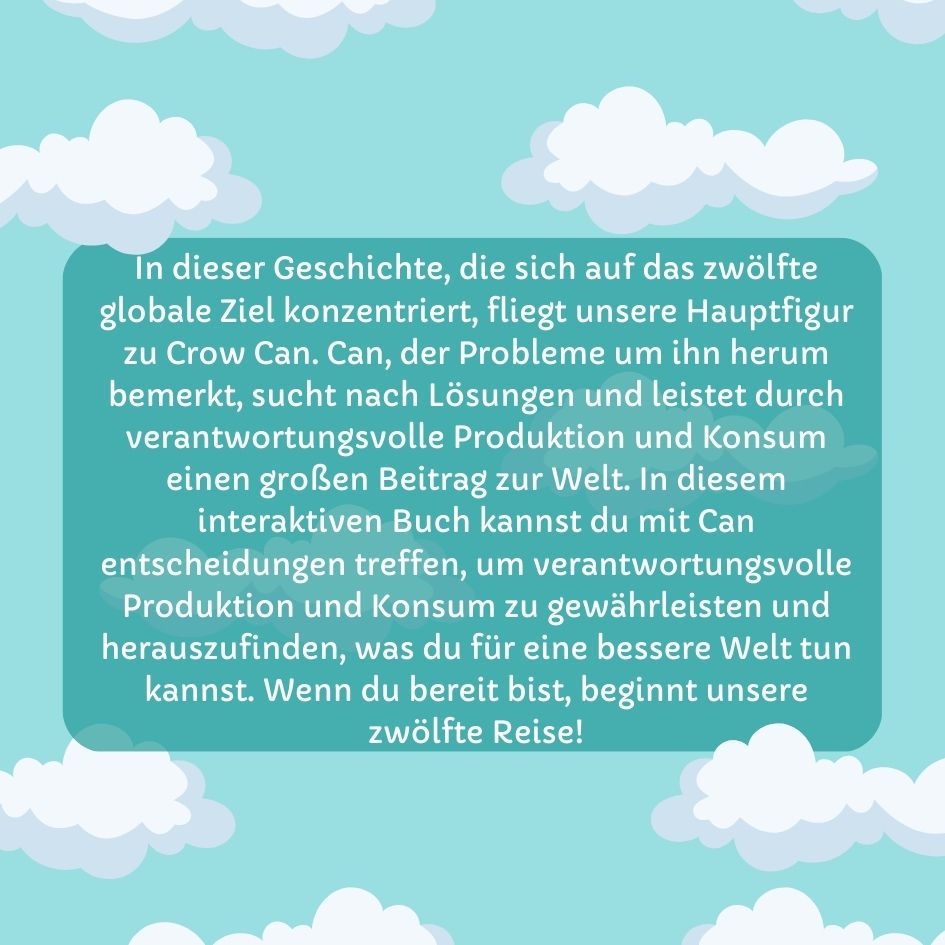 In dieser Geschichte, die sich auf das zwölfte
globale Ziel konzentriert, fliegt unsere Hauptfigur
zu Crow Can. Can, der Probleme um ihn herum
bemerkt, sucht nach Lösungen und leistet durch
verantwortungsvolle Produktion und Konsum
einen großen Beitrag zur Welt. In diesem
interaktiven Buch kannst du mit Can
entscheidungen treffen, um verantwortungsvolle
Produktion und Konsum zu gewährleisten und
herauszufinden, was du für eine bessere Welt tun
kannst. Wenn du bereit bist, beginnt unsere
zwölfte Reise!